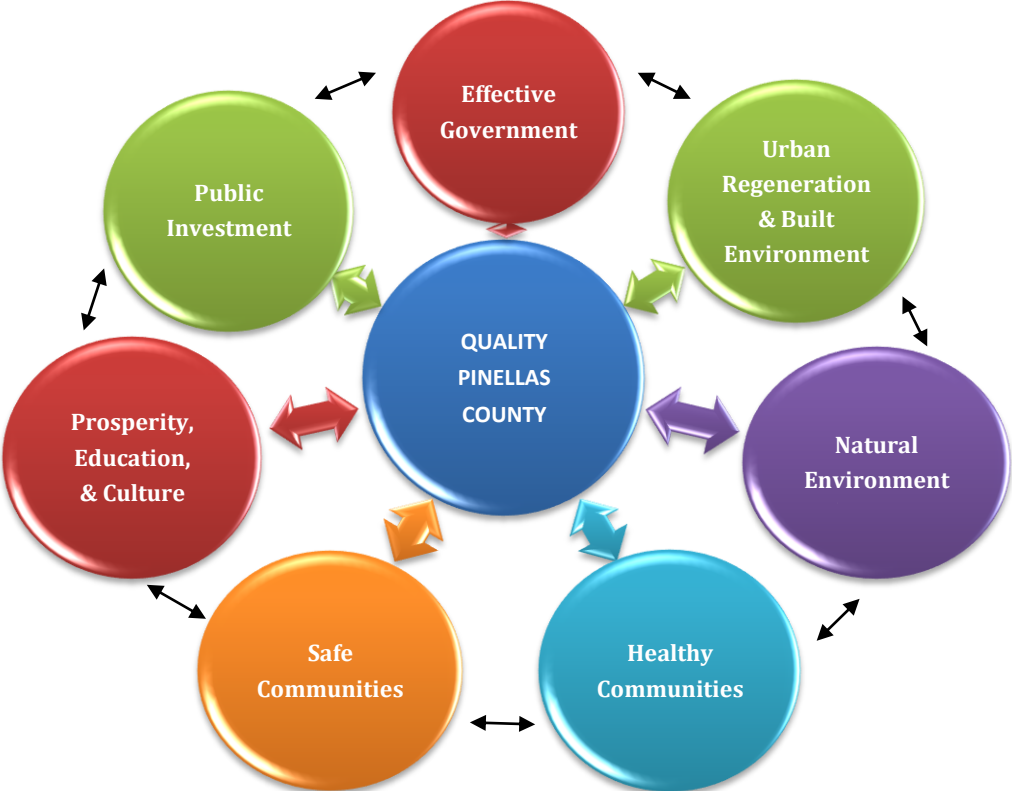 Effective
Government
Urban
Regeneration
& Built
Environment
Public
Investment
QUALITY
PINELLAS
COUNTY
Prosperity,
Education,
& Culture
Natural
Environment
Safe
Communities
Healthy
Communities